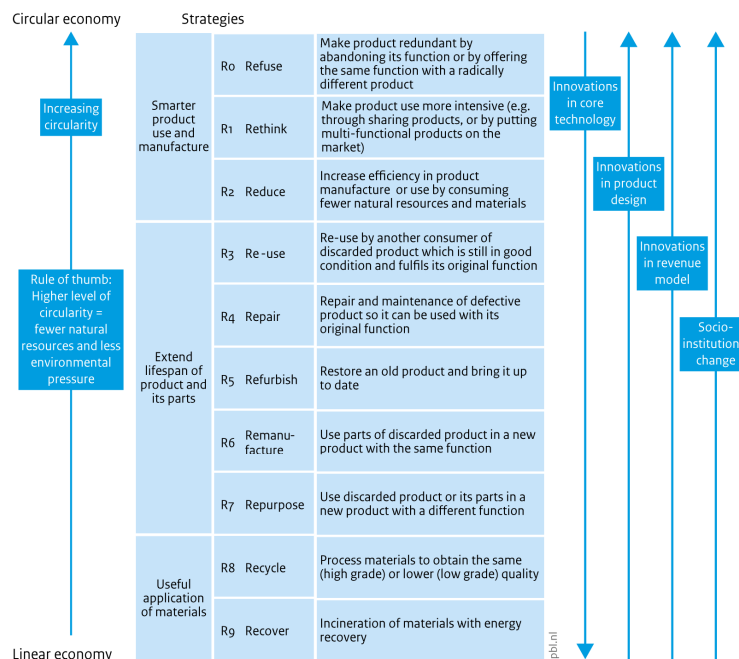 Circular economy
Strategies
Increasing
circularity
Rule of thumb:
Higher level of
circularity =
fewer natural
resources and less
environmental
pressure
Linear economy
Smarter
product
use and
manufacture
R0 Refuse
Make product redundant by
abandoning its function or by offering
the same function with a radically
different product
R1 Rethink
Make product use more intensive (e.g.
through sharing products, or by putting
multi-functional products on the
market)
R2 Reduce
Increase efficiency in product
manufacture or use by consuming
fewer natural resources and materials
Extend
lifespan of
product and
its parts
R3 Re-use
Re-use by another consumer of
discarded product which is still in good
condition and fulfils its original function
R4 Repair
Repair and maintenance of defective
product so it can be used with its
original function
R5 Refurbish
Restore an old product and bring it up
to date
R6 Remanu-
facture
Use parts of discarded product in a new
product with the same function
R7 Repurpose
Use discarded product or its parts in a
new product with a different function
Useful
application
of materials
R8 Recycle
Process materials to obtain the same
(high grade) or lower (low grade) quality
R9 Recover
Incineration of materials with energy
recovery
Innovations
in core
technology
Innovations
in product
design
Innovations
in revenue
model
Socio-
institution
change
pbl.nl